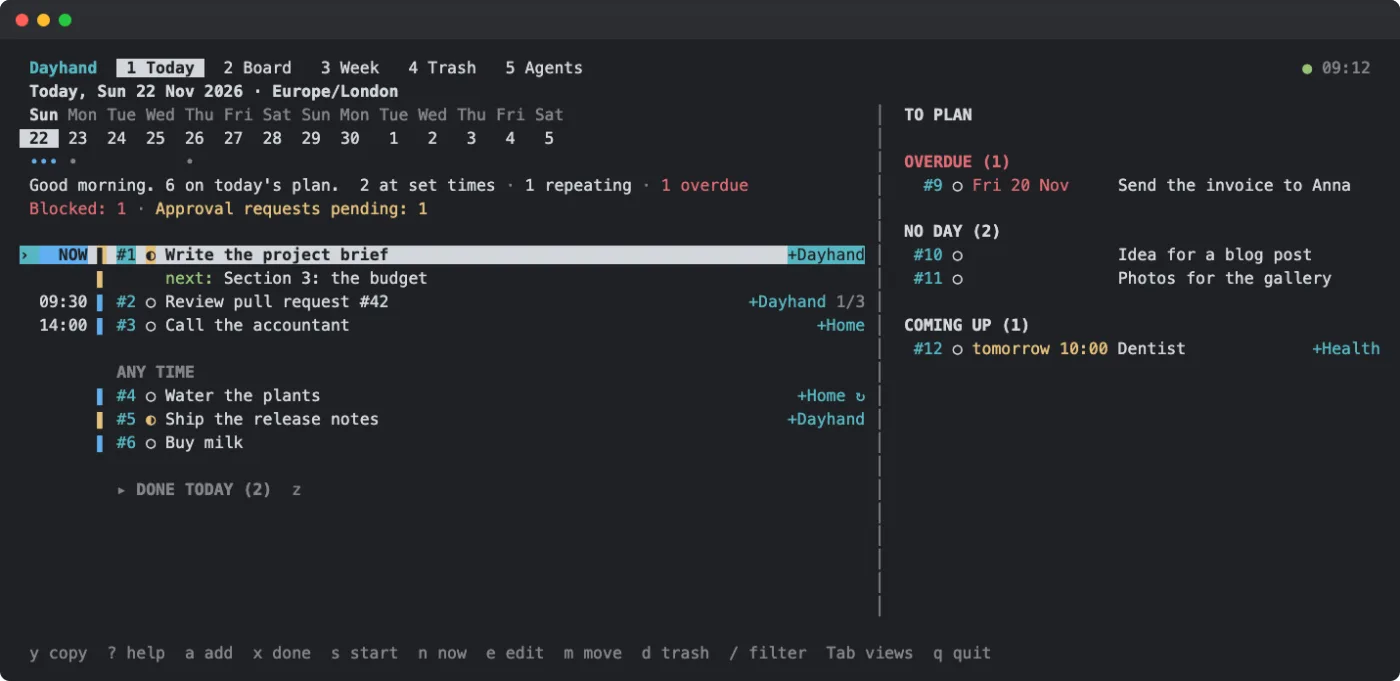 Dayhand 1 Today 2 Board 3 Week 4 Trash 5 Agents 09:12
Today, Sun 22 Nov 2026 · Europe/London
Sun Mon Tue Wed Thu Fri Sat Sun Mon Tue Wed Thu Fri Sat
22 23 24 25 26 27 28 29 30 1 2 3 4 5
Good morning. 6 on today's plan. 2 at set times · 1 repeating · 1 overdue
Blocked: 1 · Approval requests pending: 1
› NOW #1 ◐ Write the project brief +Dayhand
next: Section 3: the budget
09:30 #2 ○ Review pull request #42 +Dayhand 1/3
14:00 #3 ○ Call the accountant +Home
ANY TIME
#4 ○ Water the plants +Home ↻
#5 ◐ Ship the release notes +Dayhand
#6 ○ Buy milk
▸ DONE TODAY (2) z
TO PLAN
OVERDUE (1)
#9 ○ Fri 20 Nov Send the invoice to Anna
NO DAY (2)
#10 ○ Idea for a blog post
#11 ○ Photos for the gallery
COMING UP (1)
#12 ○ tomorrow 10:00 Dentist +Health
y copy ? help a add x done s start n now e edit m move d trash / filter Tab views q quit